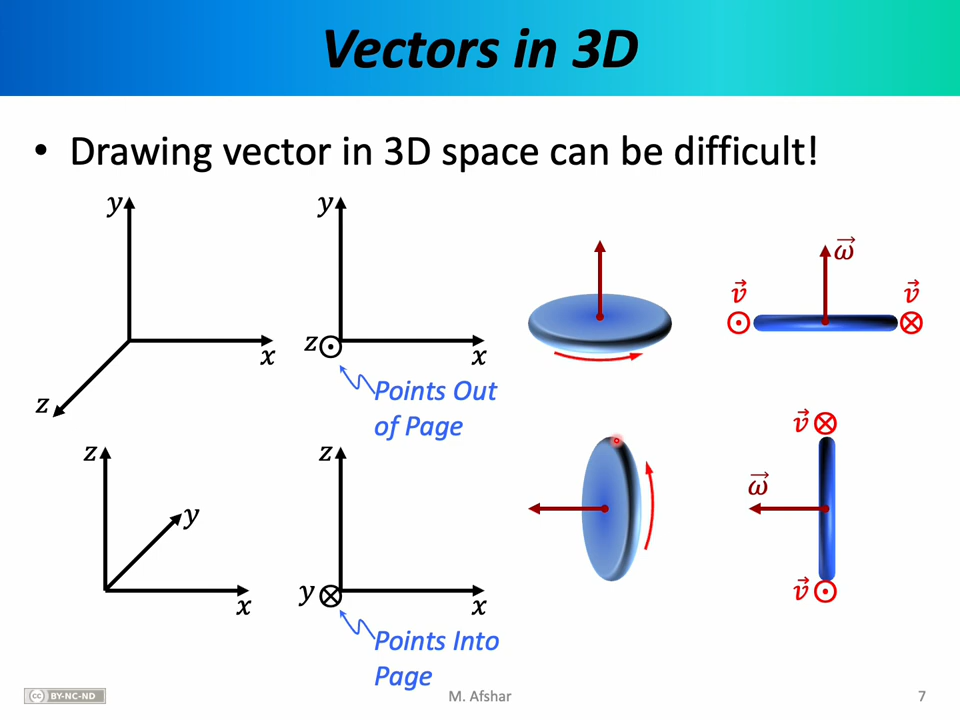 Vectors in 3D
• Drawing vector in 3D space can be difficult!
y
x
z
y
z
x
Points Out
of Page
ω⃗
v⃗
v⃗
z
y
x
z
y
x
Points Into
Page
v⃗
ω⃗
v⃗
cc BY-NC-ND
M. Afshar
7